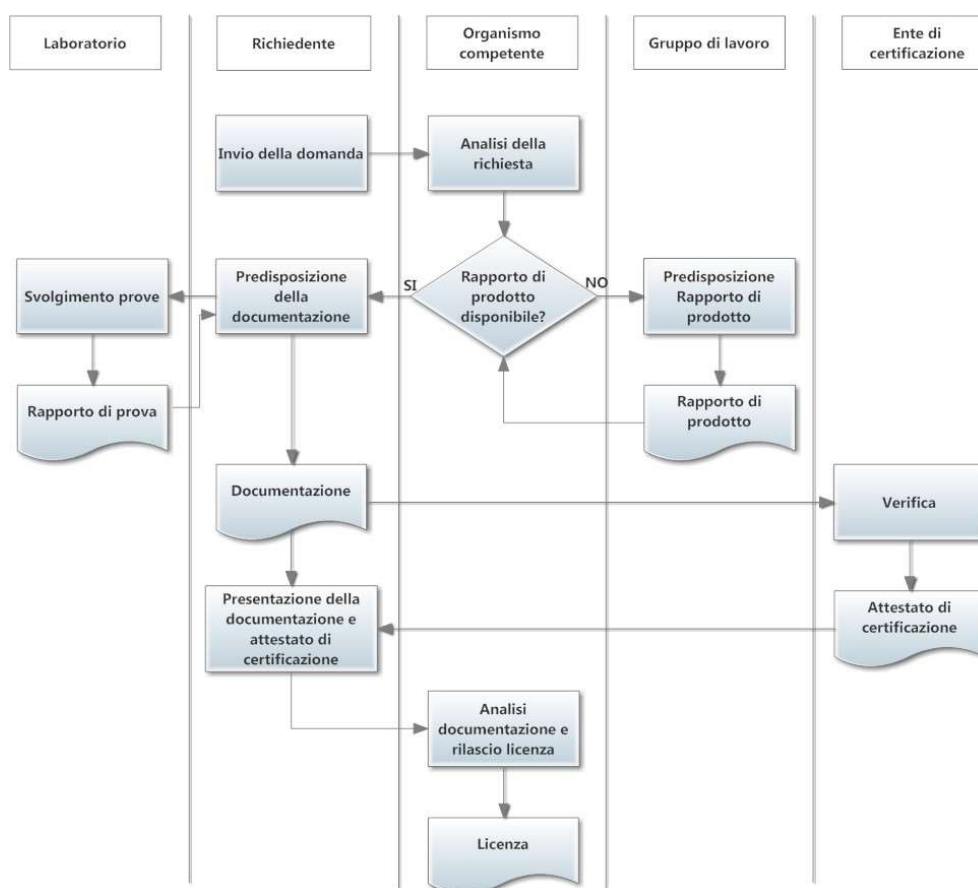 Laboratorio
Richiedente
Organismo
competente
Gruppo di lavoro
Ente di
certificazione
Invio della domanda
Analisi della
richiesta
Svolgimento prove
Predisposizione
della
documentazione
SI
Rapporto di
prodotto
disponibile?
NO
Predisposizione
Rapporto di
prodotto
Rapporto di prova
Rapporto di
prodotto
Documentazione
Verifica
Presentazione della
documentazione e
attestato di
certificazione
Attestato di
certificazione
Analisi
documentazione e
rilascio licenza
Licenza